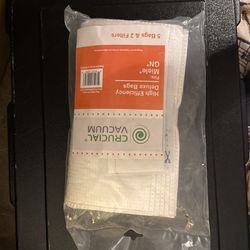 5 Bags & 2 Filters
High Efficiency
Deluxe Bags
Fits:
Miele®
GN®
CRUCIAL
VACUUM